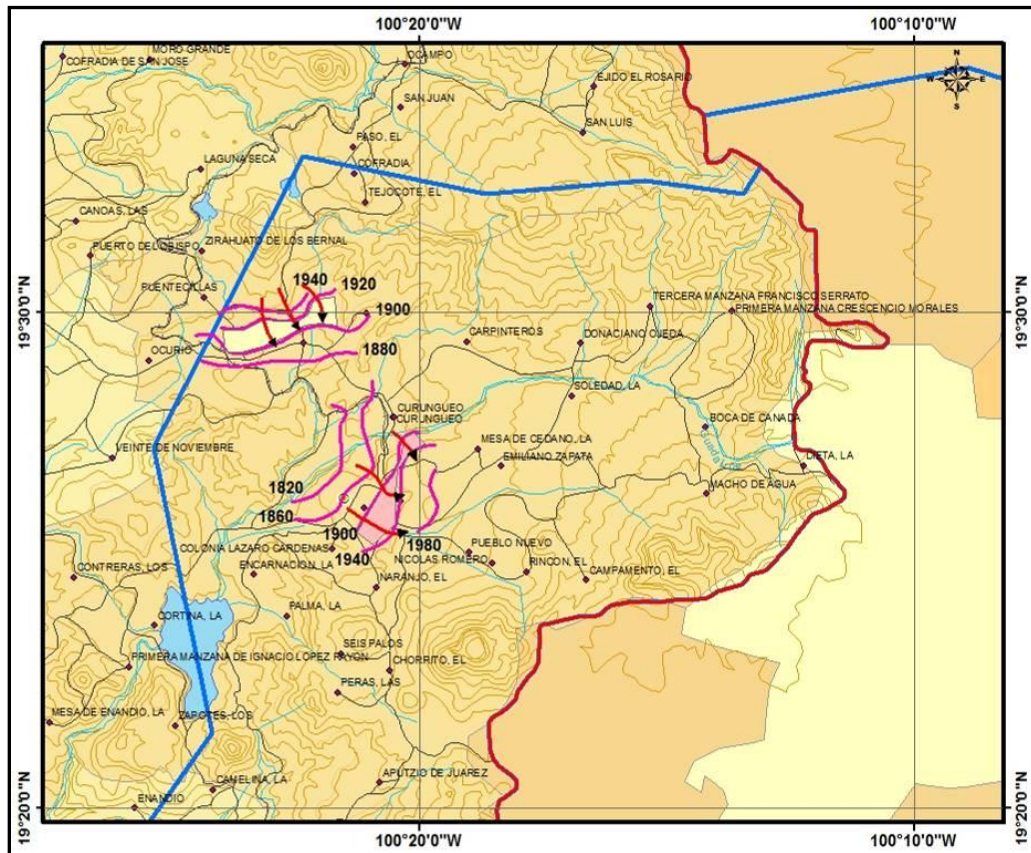 100°20'0"W
100°10'0"W
MORO GRANDE
OCAMPO
COFRADIA DE SAN JOSE
N
W E
S
EJIDO EL ROSARIO
SAN JUAN
SAN LUIS
PASO, EL
LAGUNA SECA
COFRADIA
TEJOCOTE, EL
CANOAS, LAS
PUERTO DEL OBISPO
ZIRAHUATO DE LOS BERNAL
PUENTECILLAS
1940
1920
1900
1880
TERCERA MANZANA FRANCISCO SERRATO
PRIMERA MANZANA CRESCENCIO MORALES
19°30'0"N
19°30'0"N
CARPINTEROS
DONACIANO OJEDA
OCURIO
SOLEDAD, LA
CURUNGUEO
CURUNGUEO
BOCA DE CANADA
VEINTE DE NOVIEMBRE
MESA DE CEDANO, LA
EMILIANO ZAPATA
DIETA, LA
MACHO DE AGUA
1820
1860
1900
1940
1980
COLONIA LAZARO CARDENAS
PUEBLO NUEVO
NICOLAS ROMERO
RINCON, EL
CONTRERAS, LOS
ENCARNACION, LA
NARANJO, EL
CAMPAMENTO, EL
CORTINA, LA
PALMA, LA
SEIS PALOS
PRIMERA MANZANA DE IGNACIO LOPEZ RAYON
CHORRITO, EL
PERAS, LAS
MESA DE ENANDIO, LA
ZAPOTES, LOS
CAMELINA, LA
APUTZIO DE JUAREZ
ENANDIO
19°20'0"N
19°20'0"N
100°20'0"W
100°10'0"W